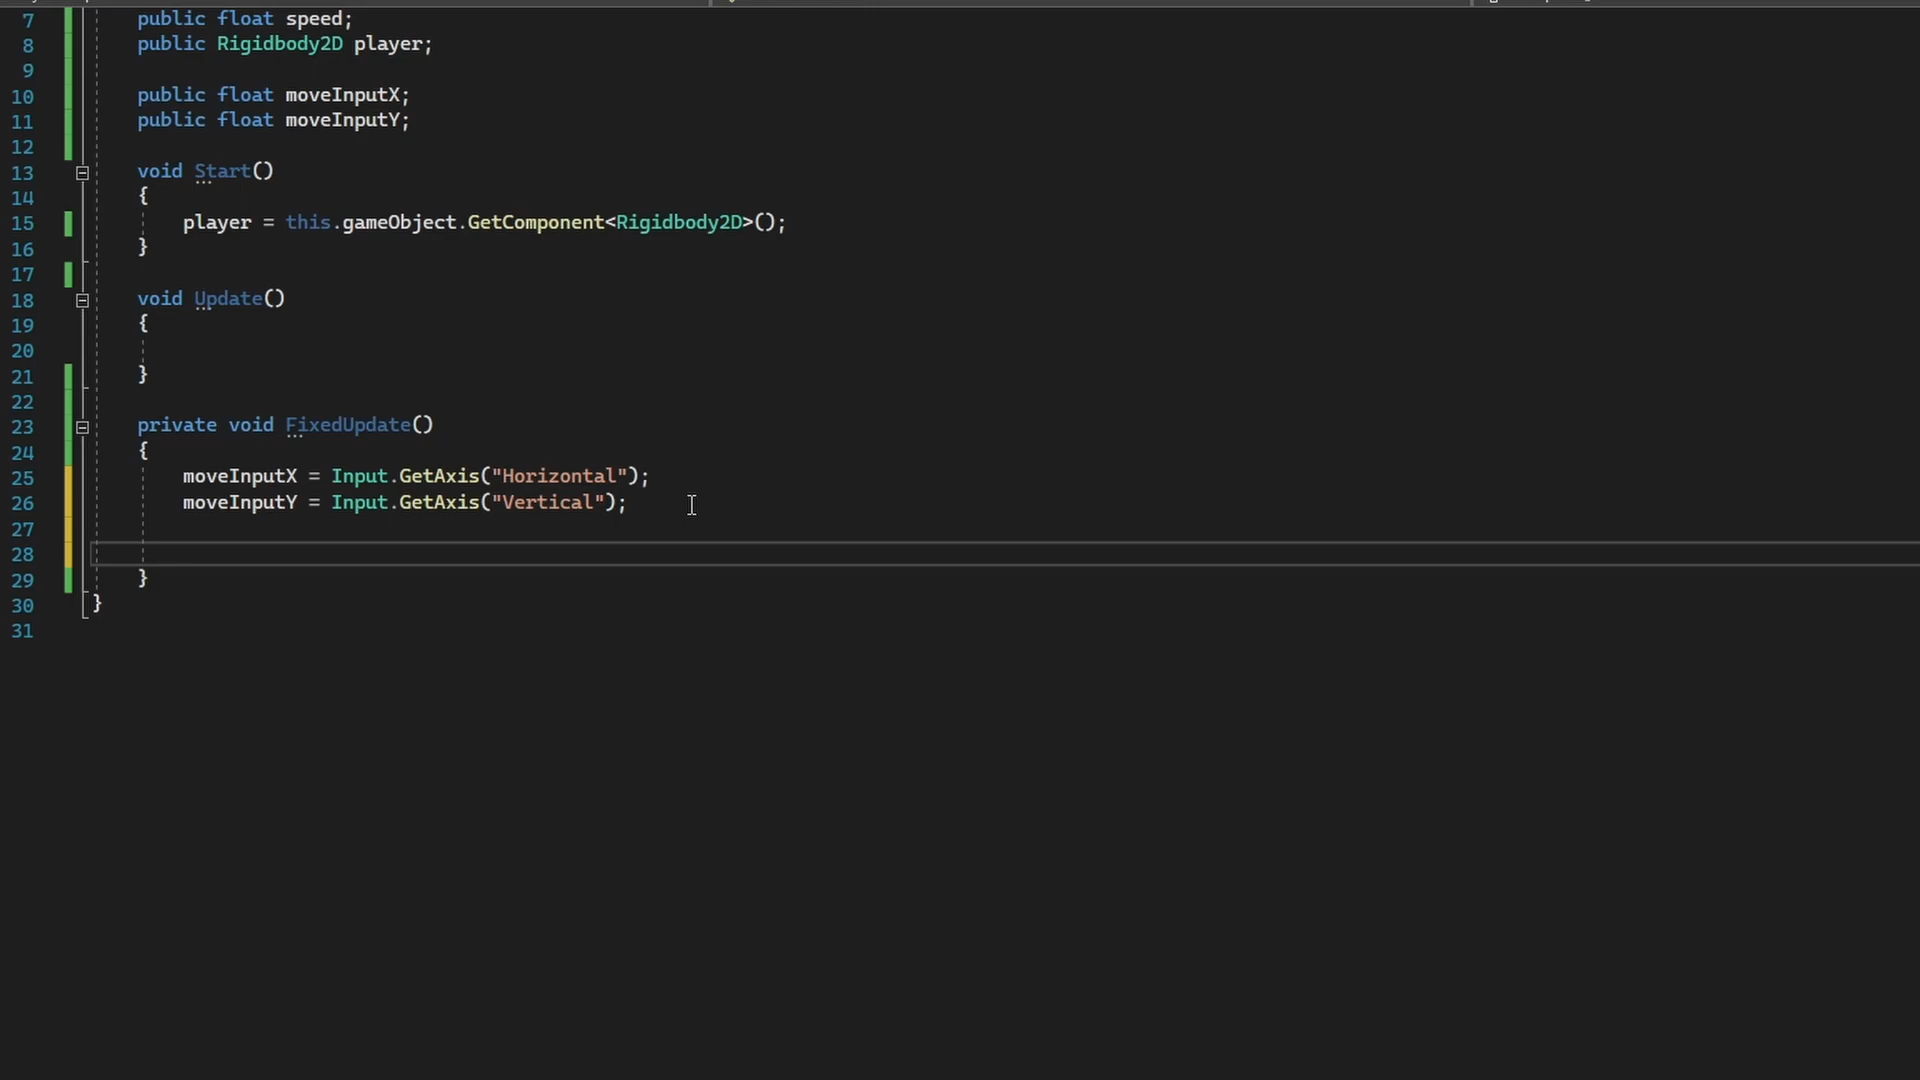 7 public float speed;
8 public Rigidbody2D player;
9
10 public float moveInputX;
11 public float moveInputY;
12
13 void Start()
14 {
15 player = this.gameObject.GetComponent<Rigidbody2D>();
16 }
17
18 void Update()
19 {
20
21 }
22
23 private void FixedUpdate()
24 {
25 moveInputX = Input.GetAxis("Horizontal");
26 moveInputY = Input.GetAxis("Vertical");
27
28
29 }
30 }
31